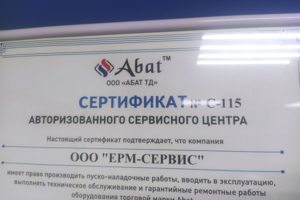 Abat™
ООО «АБАТ ТД»
СЕРТИФИКАТ № С-115
АВТОРИЗОВАННОГО СЕРВИСНОГО ЦЕНТРА
Настоящий сертификат подтверждает, что компания
ООО "ЕРМ-СЕРВИС"
имеет право производить пуско-наладочные работы, вводить в эксплуатацию,
выполнять техническое обслуживание и гарантийные ремонтные работы
оборудования торговой марки Abat